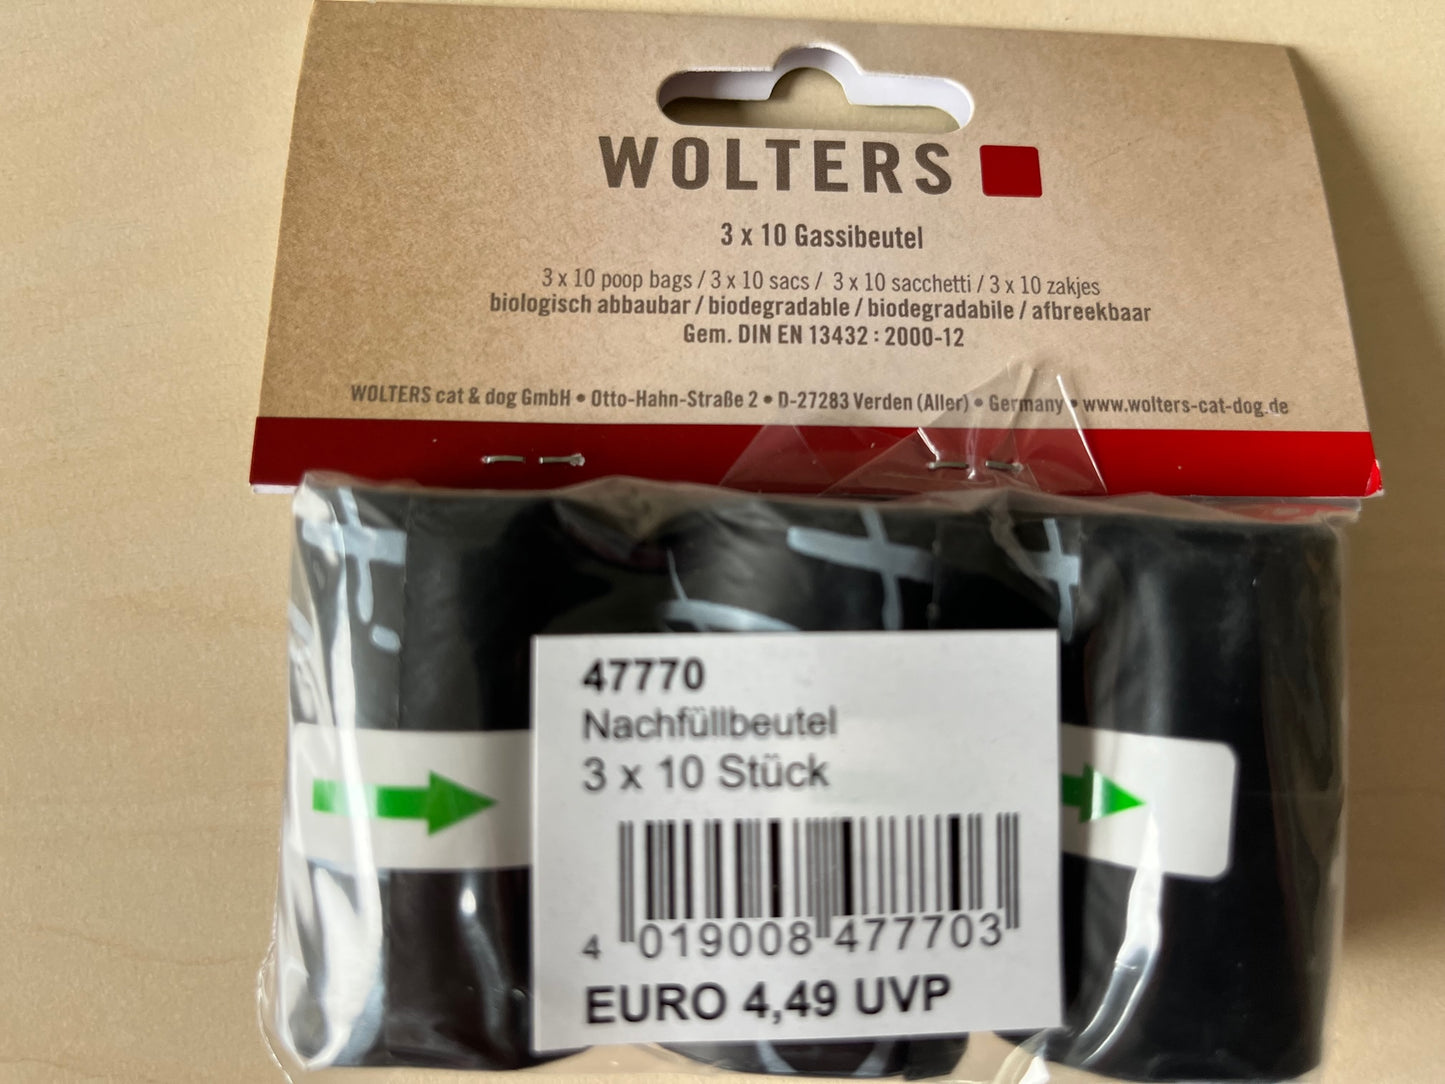 WOLTERS
3 x 10 Gassibeutel
3 x 10 poop bags / 3 x 10 sacs / 3 x 10 sacchetti / 3 x 10 zakjes
biologisch abbaubar / biodegradable / biodegradabile / afbreekbaar
Gem. DIN EN 13432 : 2000-12
WOLTERS cat & dog GmbH • Otto-Hahn-Straße 2 • D-27283 Verden (Aller) • Germany • www.wolters-cat-dog.de
47770
Nachfüllbeutel
3 x 10 Stück
4 019008 477703
EURO 4,49 UVP